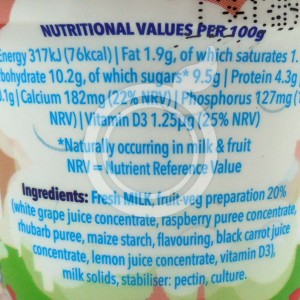 NUTRITIONAL VALUES PER 100g
Energy 317kJ (76kcal) | Fat 1.9g, of which saturates 1.
rbohydrate 10.2g, of which sugars* 9.5g | Protein 4.3g
0.1g | Calcium 182mg (22% NRV) | Phosphorus 127mg (1
NRV) | Vitamin D3 1.25µg (25% NRV)
*Naturally occurring in milk & fruit
NRV = Nutrient Reference Value
Ingredients: Fresh MILK, fruit-veg preparation 20%
(white grape juice concentrate, raspberry puree concentrate,
rhubarb puree, maize starch, flavouring, black carrot juice
concentrate, lemon juice concentrate, vitamin D3),
milk solids, stabiliser: pectin, culture.